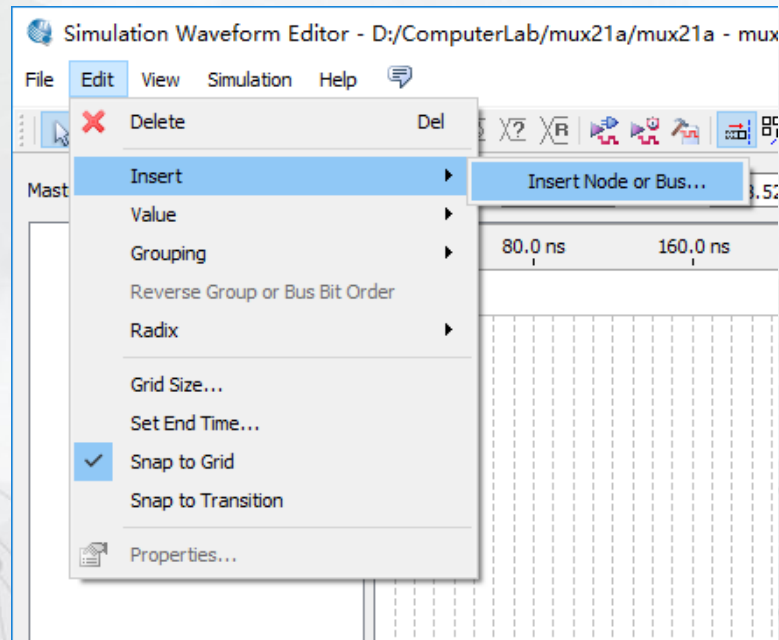 Simulation Waveform Editor - D:/ComputerLab/mux21a/mux21a - mux
File Edit View Simulation Help
Delete Del
Insert
Insert Node or Bus...
Mast
Value
Grouping
80.0 ns 160.0 ns
Reverse Group or Bus Bit Order
Radix
Grid Size...
Set End Time...
Snap to Grid
Snap to Transition
Properties...